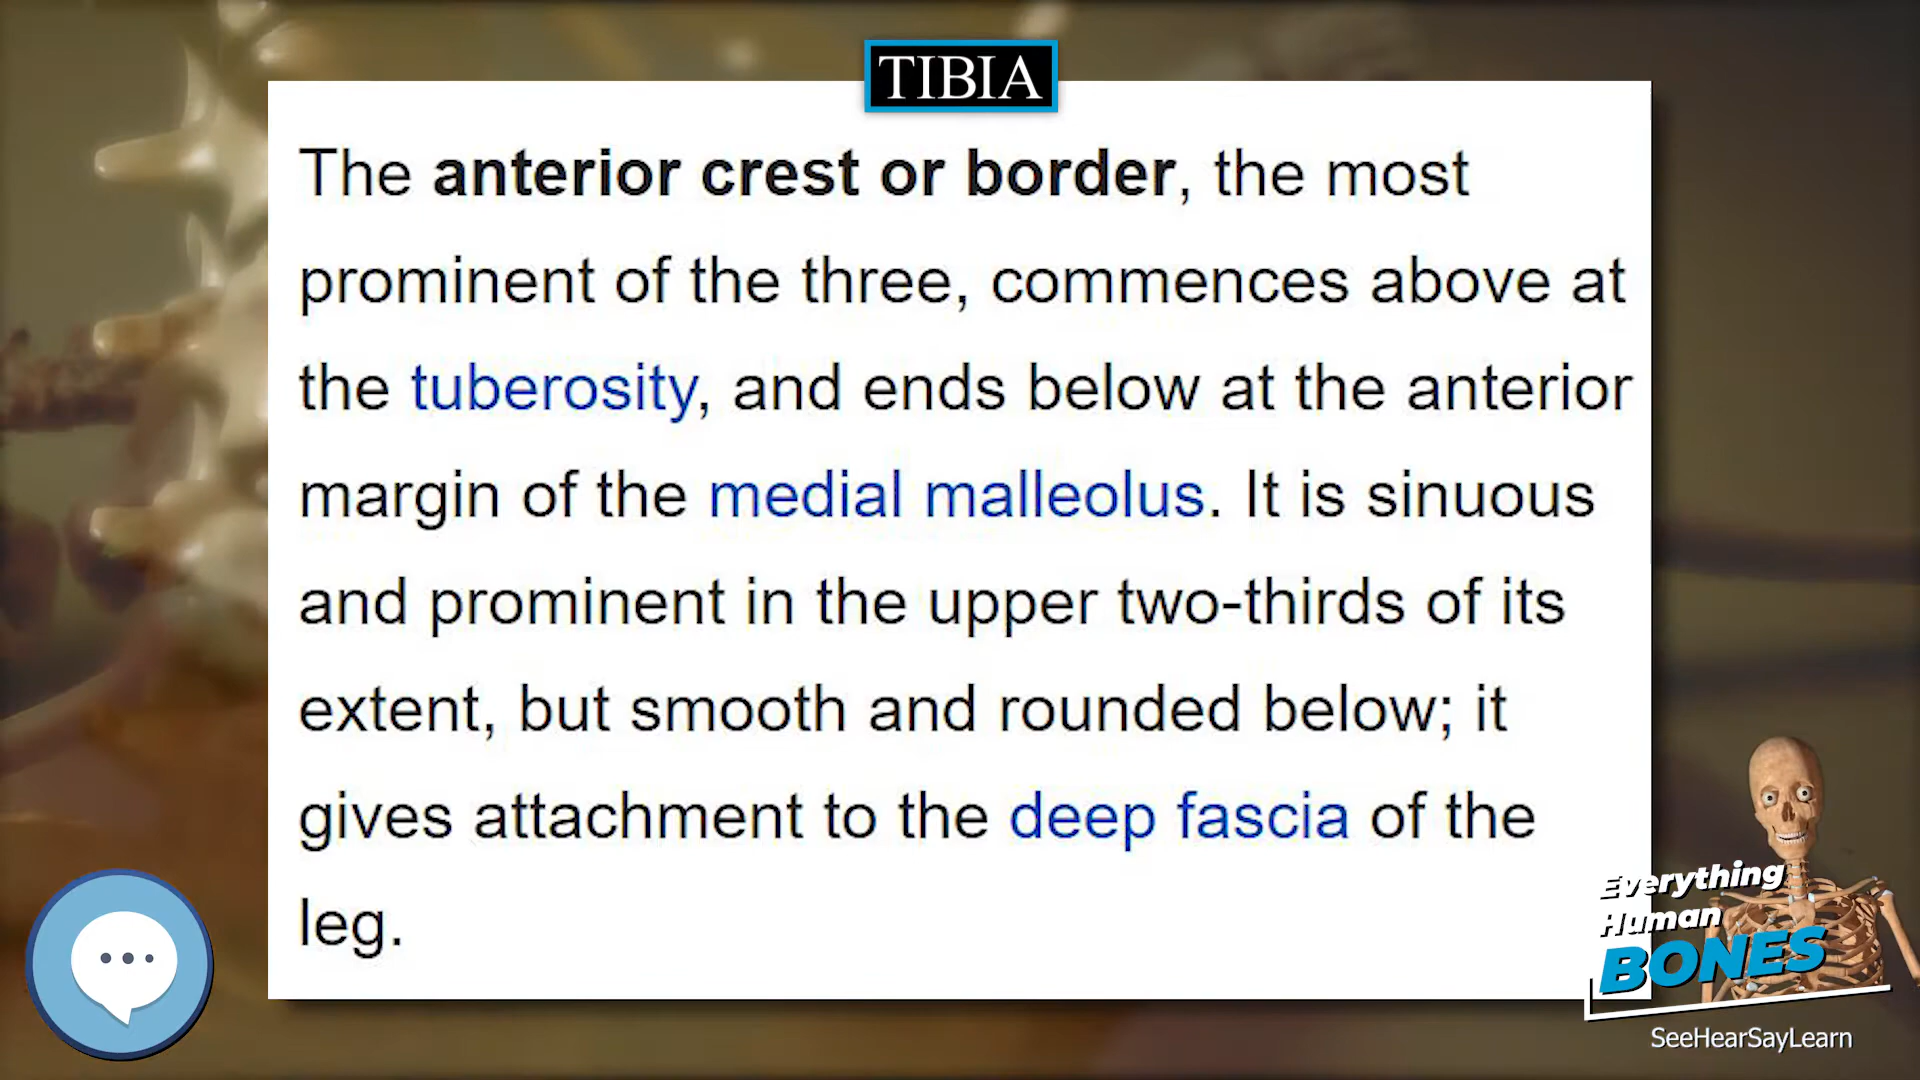 TIBIA
The anterior crest or border, the most
prominent of the three, commences above at
the tuberosity, and ends below at the anterior
margin of the medial malleolus. It is sinuous
and prominent in the upper two-thirds of its
extent, but smooth and rounded below; it
gives attachment to the deep fascia of the
leg.
Everything
Human
BONES
SeeHearSayLearn